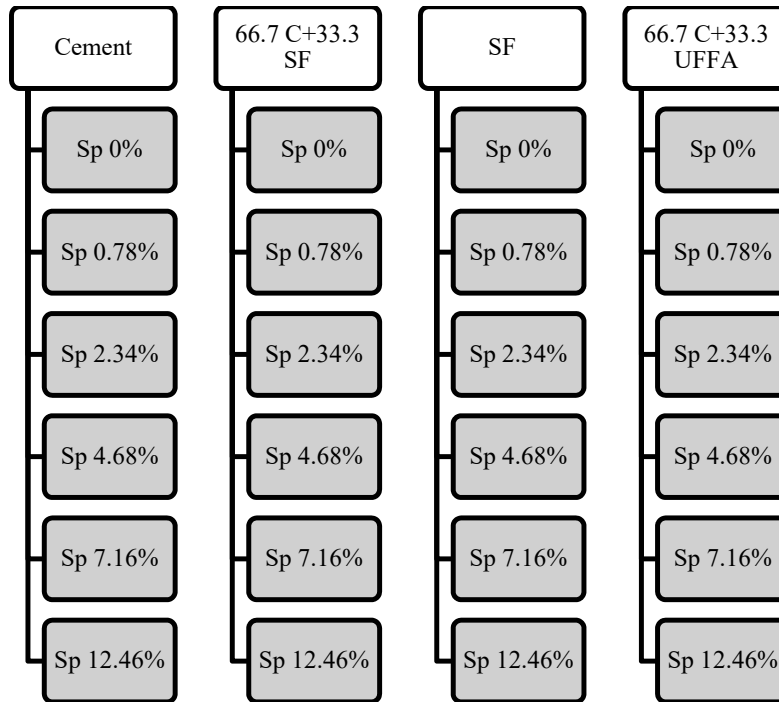 Cement
Sp 0%
Sp 0.78%
Sp 2.34%
Sp 4.68%
Sp 7.16%
Sp 12.46%
66.7 C+33.3
SF
Sp 0%
Sp 0.78%
Sp 2.34%
Sp 4.68%
Sp 7.16%
Sp 12.46%
SF
Sp 0%
Sp 0.78%
Sp 2.34%
Sp 4.68%
Sp 7.16%
Sp 12.46%
66.7 C+33.3
UFFA
Sp 0%
Sp 0.78%
Sp 2.34%
Sp 4.68%
Sp 7.16%
Sp 12.46%